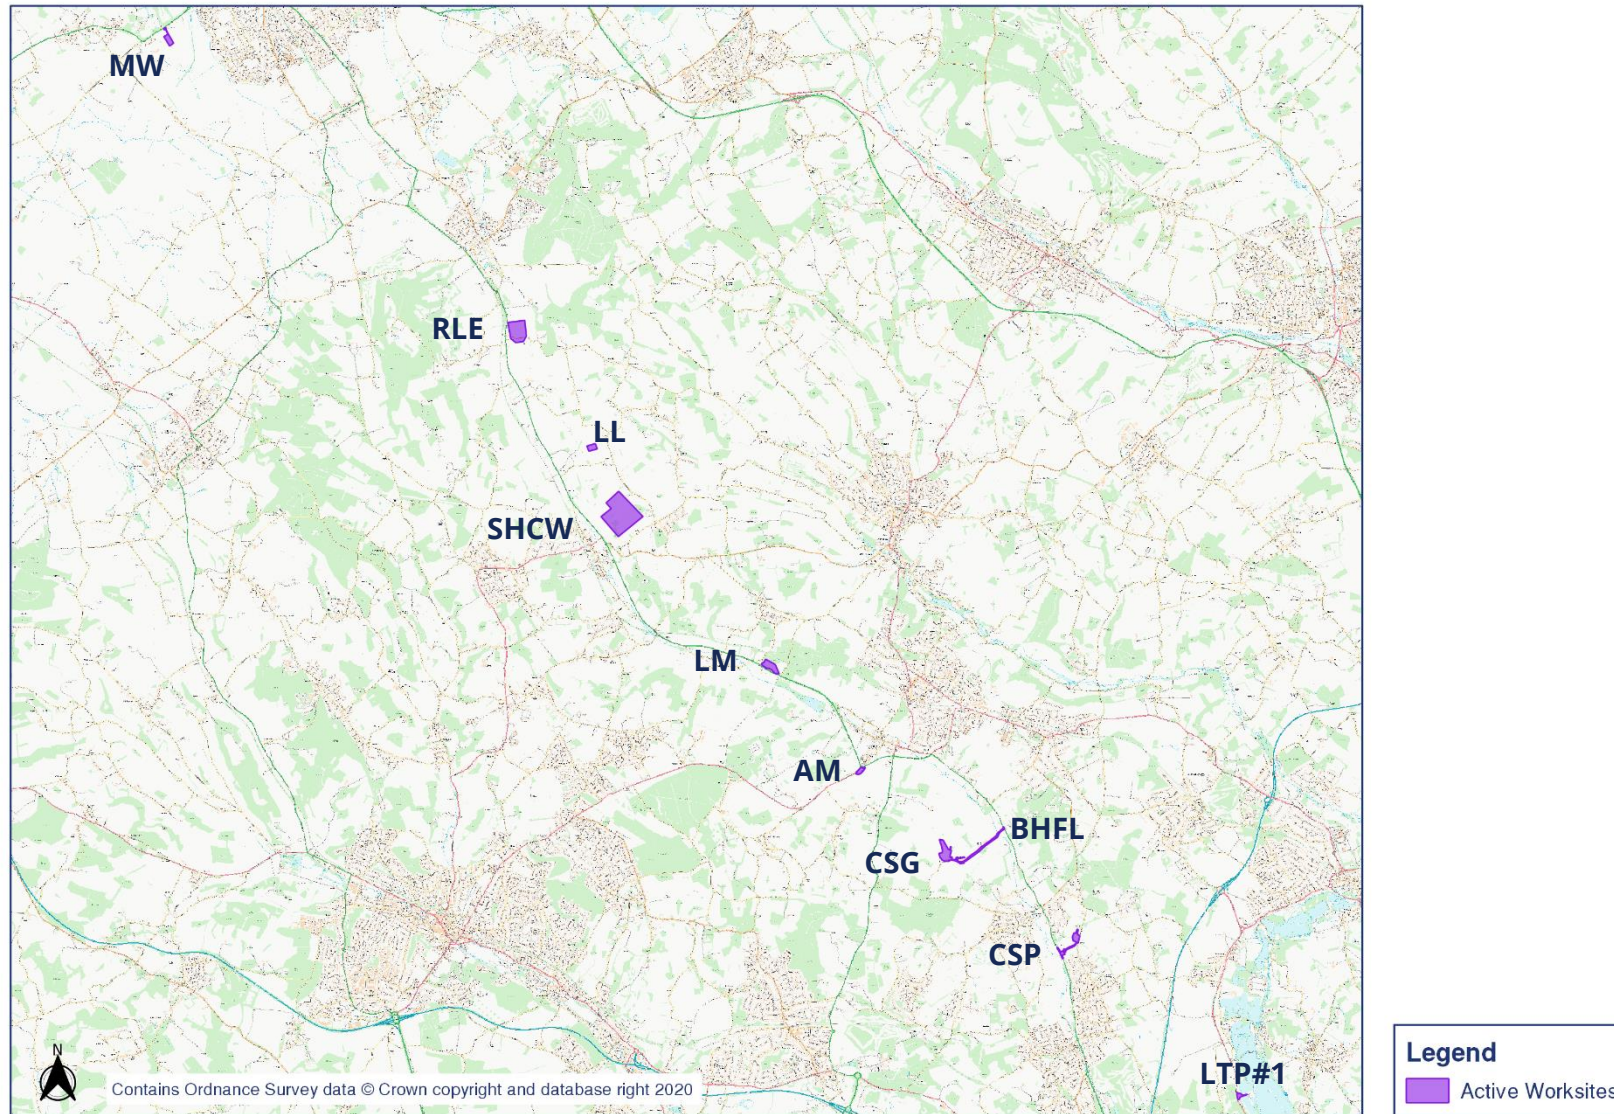 MW
RLE
LL
SHCW
LM
AM
BHFL
CSG
CSP
LTP#1
N
Contains Ordnance Survey data © Crown copyright and database right 2020
Legend
Active Worksites